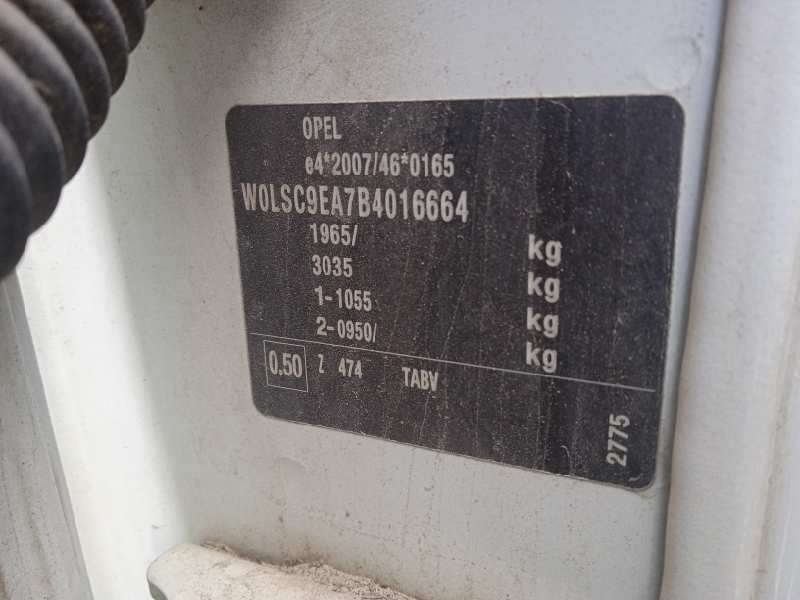 OPEL
e4*2007/46*0165
W0LSC9EA7B4016664
1965/ kg
3035 kg
1-1055 kg
2-0950/ kg
0.50 Z 474 TABV
2775